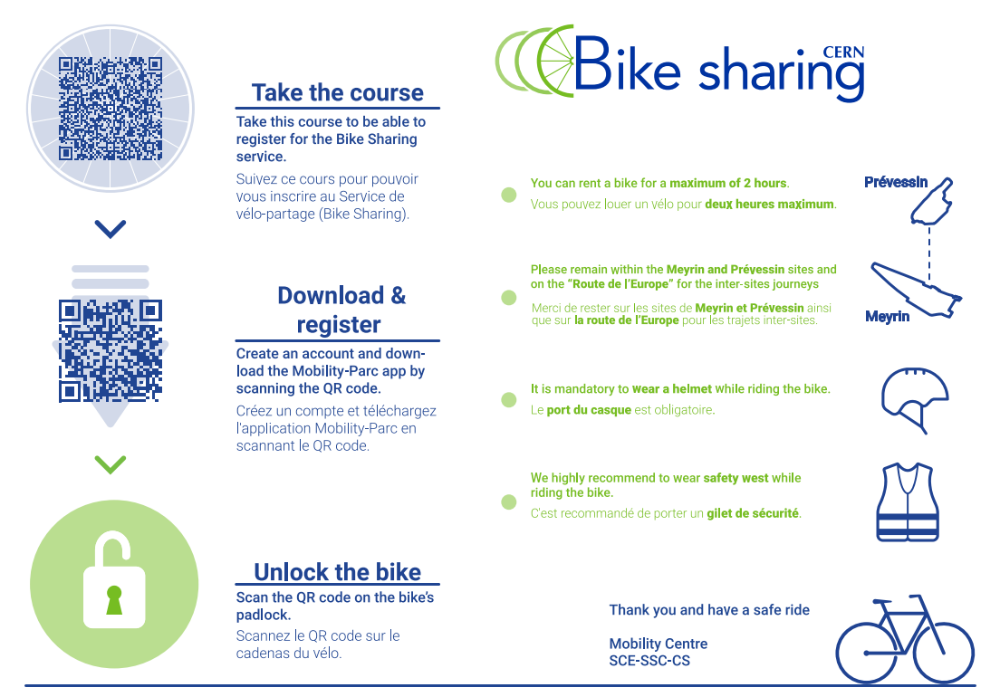 Take the course
Take this course to be able to
register for the Bike Sharing
service.
Suivez ce cours pour pouvoir
vous inscrire au Service de
vélo-partage (Bike Sharing).
Download &
register
Create an account and down-
load the Mobility-Parc app by
scanning the QR code.
Créez un compte et téléchargez
l'application Mobility-Parc en
scannant le QR code.
Unlock the bike
Scan the QR code on the bike's
padlock.
Scannez le QR code sur le
cadenas du vélo.
Bike sharing
CERN
You can rent a bike for a maximum of 2 hours.
Vous pouvez louer un vélo pour deux heures maximum.
Prévessin
Please remain within the Meyrin and Prévessin sites and
on the "Route de l'Europe" for the inter-sites journeys
Merci de rester sur les sites de Meyrin et Prévessin ainsi
que sur la route de l'Europe pour les trajets inter-sites.
Meyrin
It is mandatory to wear a helmet while riding the bike.
Le port du casque est obligatoire.
We highly recommend to wear safety west while
riding the bike.
C'est recommandé de porter un gilet de sécurité.
Thank you and have a safe ride
Mobility Centre
SCE-SSC-CS